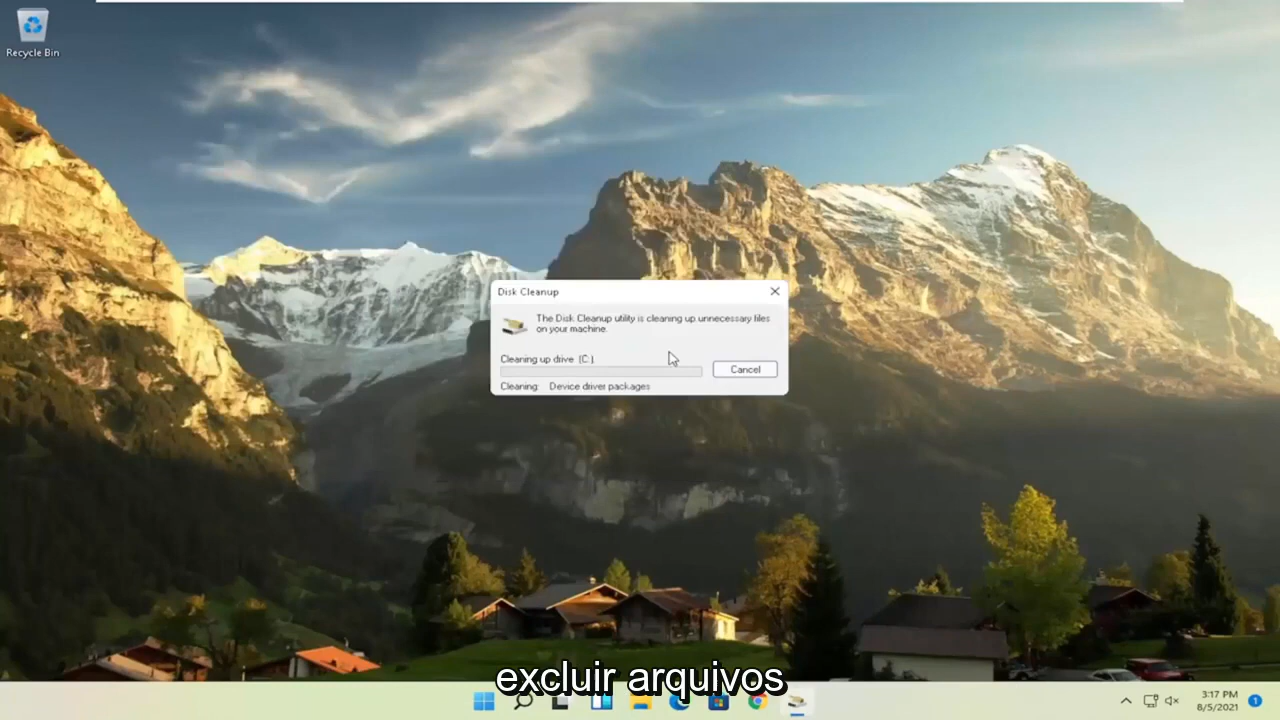 Recycle Bin
Disk Cleanup
The Disk Cleanup utility is cleaning up unnecessary files
on your machine.
Cleaning up drive (C:).
Cancel
Cleaning: Device driver packages
excluir arquivos
3:17 PM
8/5/2021
1